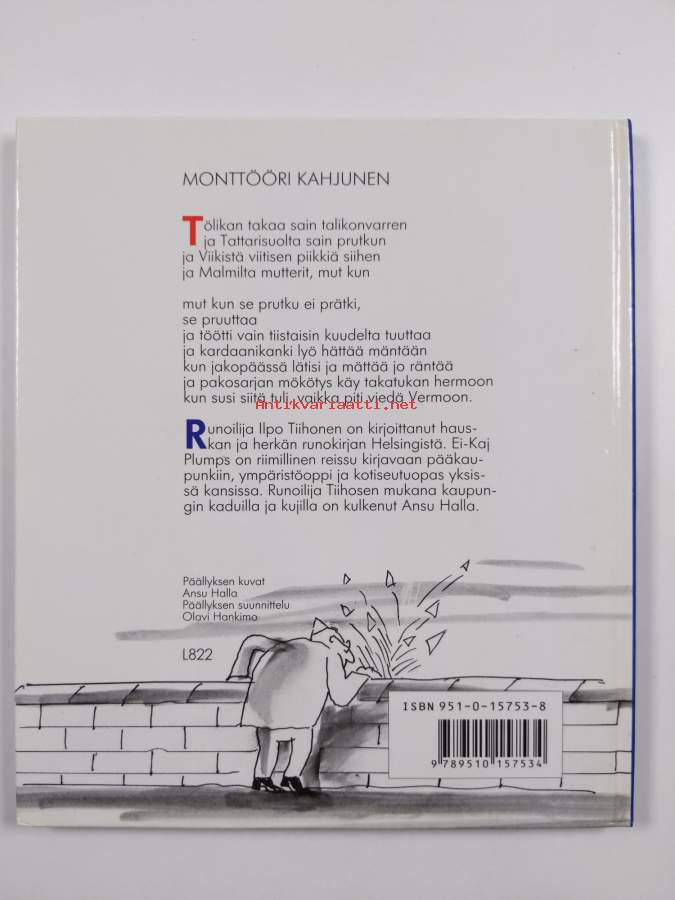 MONTTÖÖRI KAHJUNEN
Tölikan takaa sain talikonvarren
ja Tattarisuolta sain prutkun
ja Viikistä viitisen piikkiä siihen
ja Malmilta mutterit, mut kun
mut kun se prutku ei prätki,
se pruuttaa
ja töötti vain tiistaisin kuudelta tuuttaa
ja kardaanikanki lyö hättää mäntään
kun jakopäässä lätisi ja mättää jo räntää
ja pakosarjan mökötys käy takatukan hermoon
kun susi siitä tuli, vaikka piti viedä Vermoon.
Antikvariaatti.net
Runoilija Ilpo Tiihonen on kirjoittanut haus-
kan ja herkän runokirjan Helsingistä. Ei-Kaj
Plumps on riimillinen reissu kirjavaan pääkau-
punkiin, ympäristöoppi ja kotiseutuopas yksis-
sä kansissa. Runoilija Tiihosen mukana kaupun-
gin kaduilla ja kujilla on kulkenut Ansu Halla.
Päällyksen kuvat
Ansu Halla
Päällyksen suunnittelu
Olavi Hankimo
L822
ISBN 951-0-15753-8
9 789510 157534